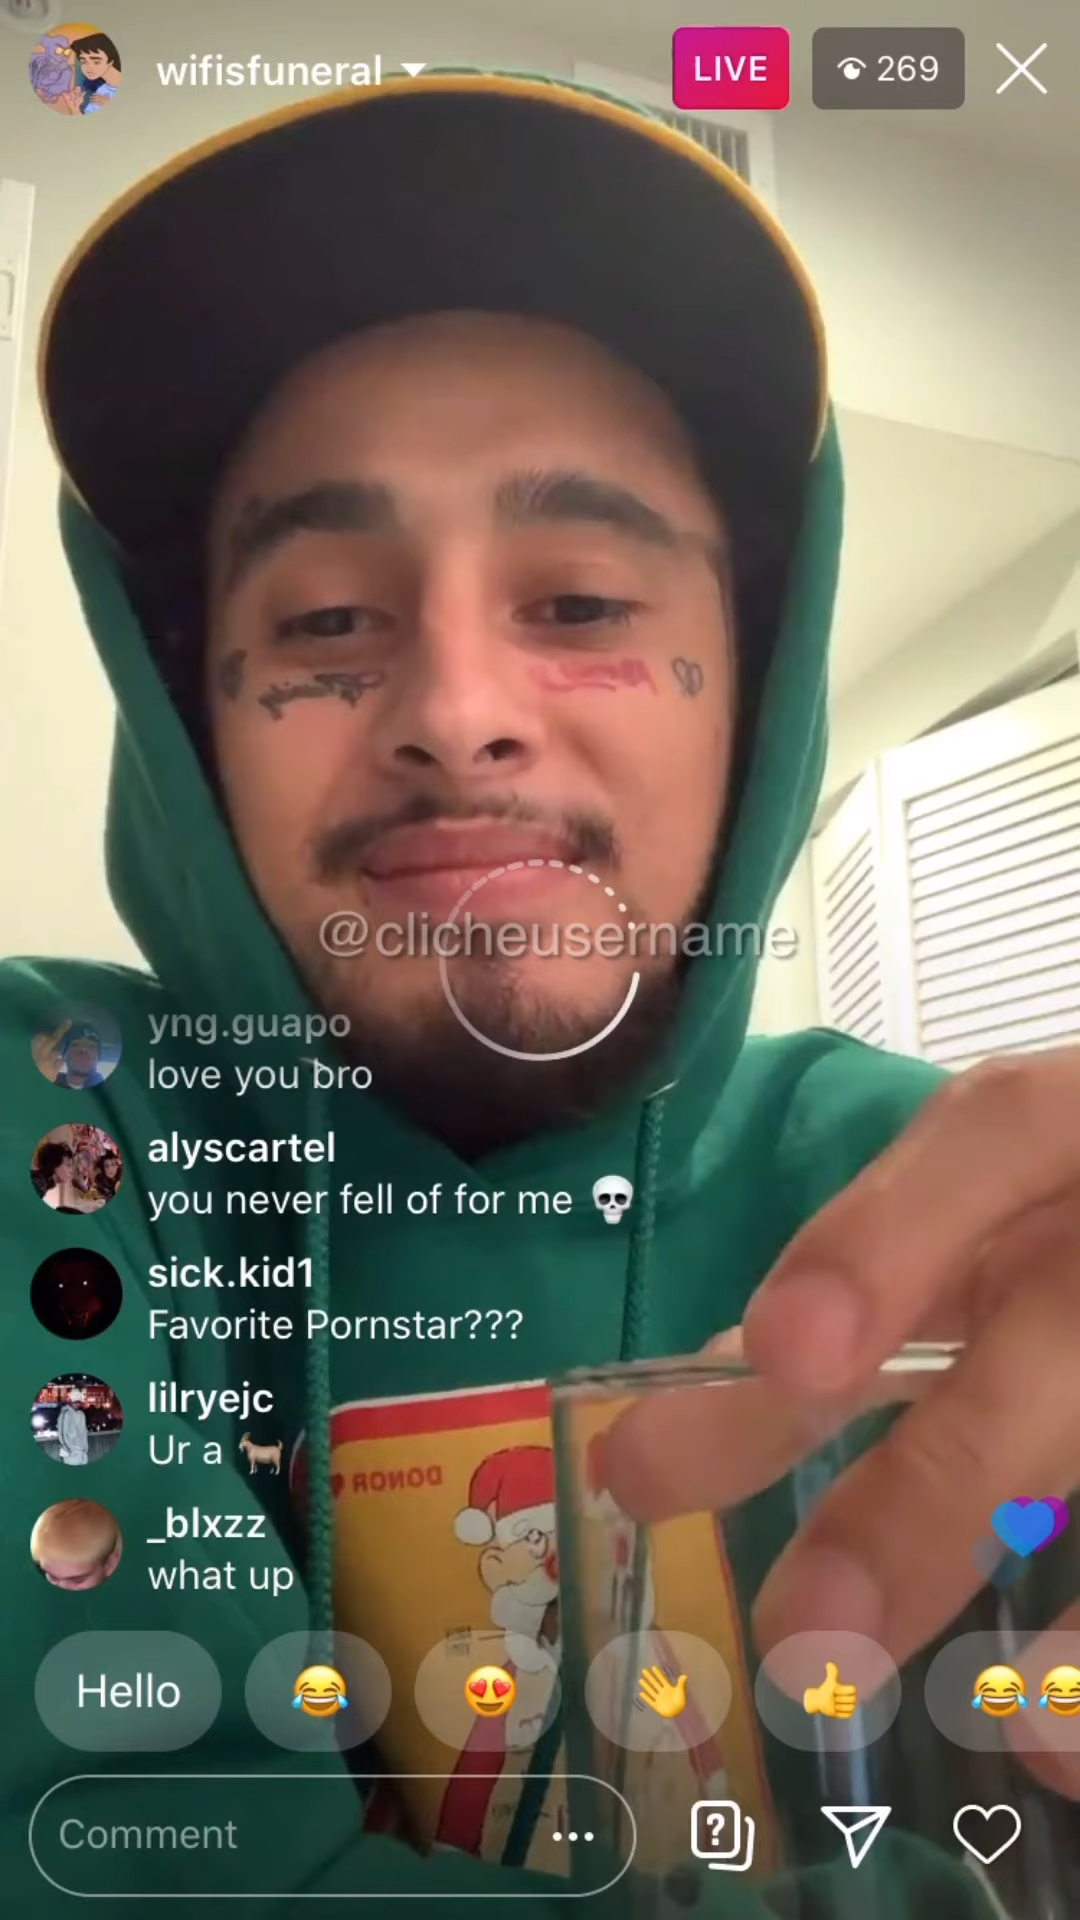 wifisfuneral
LIVE
269
@clicheusername
yng.guapo
love you bro
alyscartel
you never fell of for me 💀
sick.kid1
Favorite Pornstar???
DONOR
lilryejc
Ur a 🐐
_blxzz
what up
Hello 😂 😍 👋 👍 😂 😂
Comment